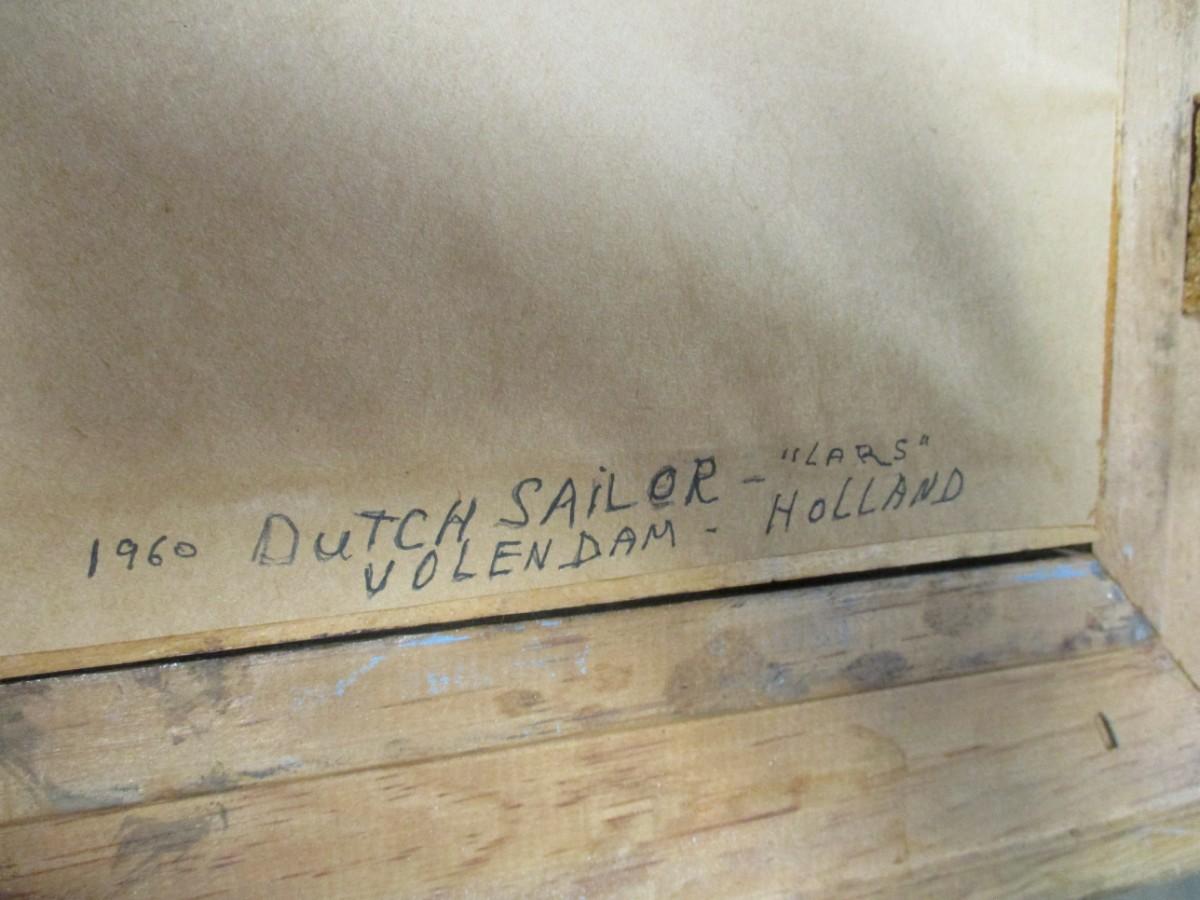 1960 DUTCH SAILOR - "LARS"
VOLENDAM - HOLLAND